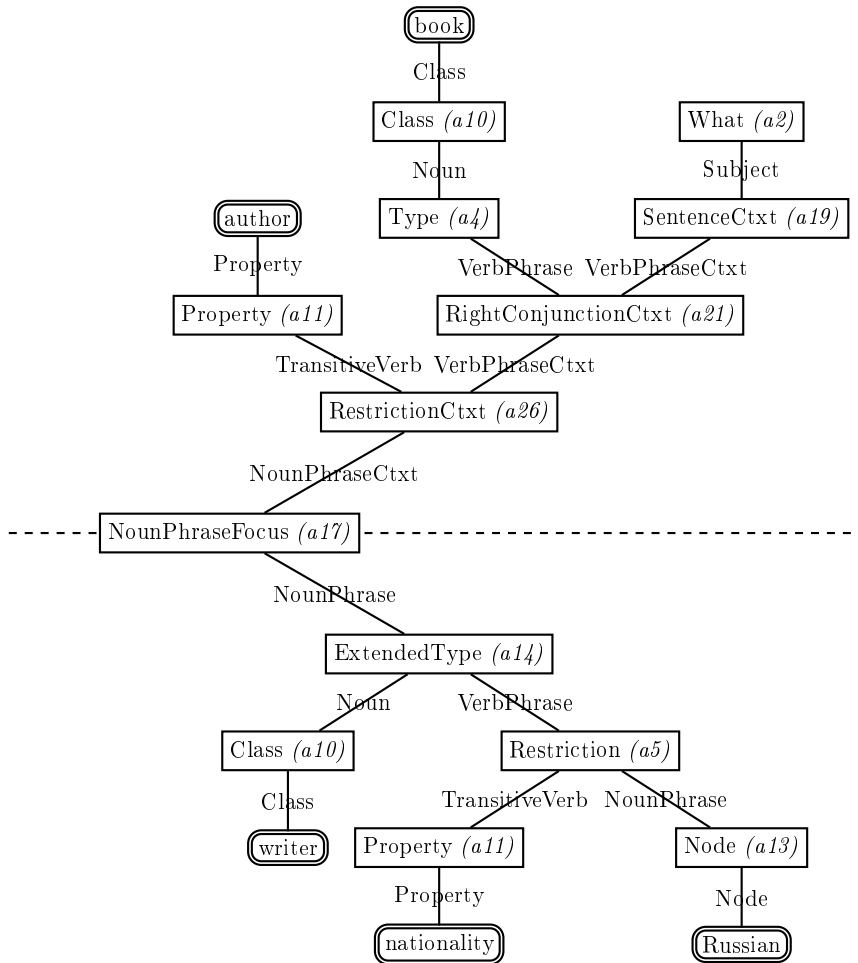 book
Class
Class (a10) What (a2)
Noun Subject
author Type (a4) SentenceCtxt (a19)
Property VerbPhrase VerbPhraseCtxt
Property (a11) RightConjunctionCtxt (a21)
TransitiveVerb VerbPhraseCtxt
RestrictionCtxt (a26)
NounPhraseCtxt
NounPhraseFocus (a17)
NounPhrase
ExtendedType (a14)
Noun VerbPhrase
Class (a10) Restriction (a5)
Class TransitiveVerb NounPhrase
writer Property (a11) Node (a13)
Property Node
nationality Russian